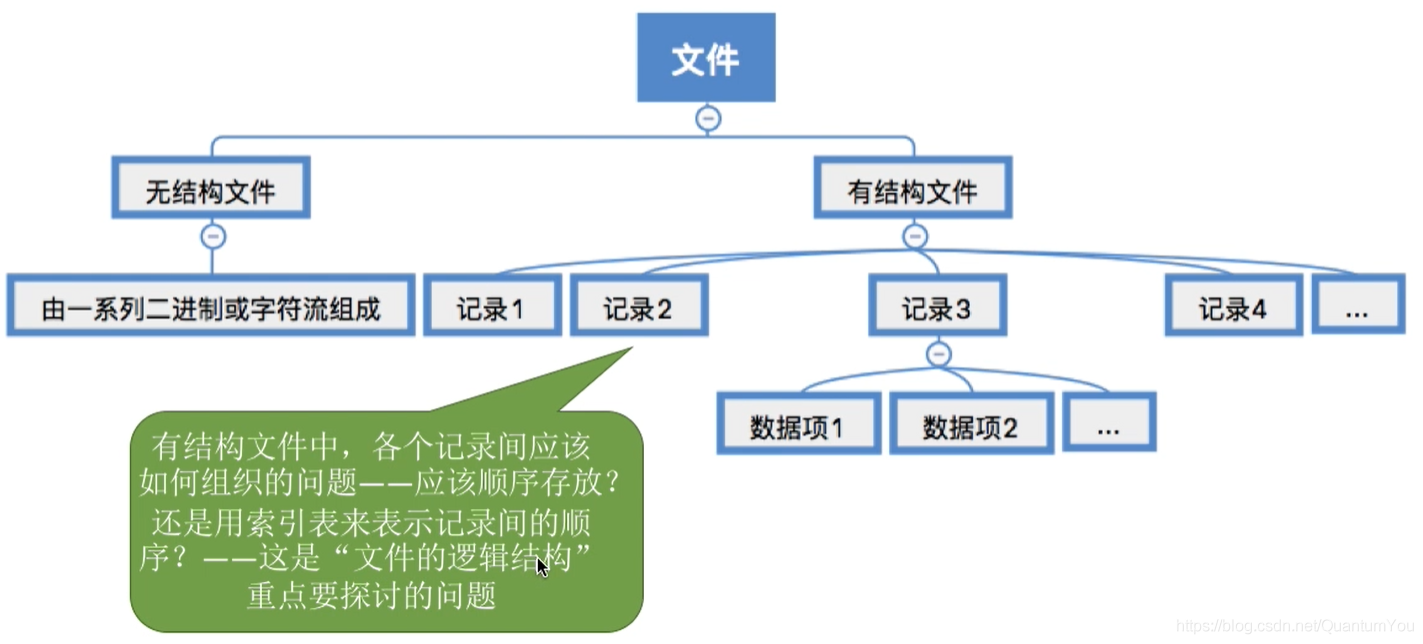 文件
无结构文件
有结构文件
由一系列二进制或字符流组成
记录1
记录2
记录3
记录4
...
数据项1
数据项2
...
有结构文件中，各个记录间应该
如何组织的问题——应该顺序存放？
还是用索引表来表示记录间的顺
序？——这是“文件的逻辑结构”
重点要探讨的问题
https://blog.csdn.net/QuantumYou